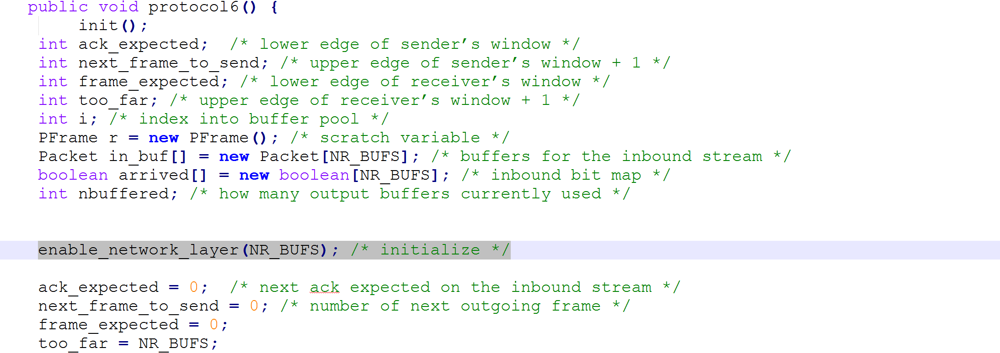 public void protocol6() {
init();
int ack_expected;  /* lower edge of sender’s window */
int next_frame_to_send; /* upper edge of sender’s window + 1 */
int frame_expected; /* lower edge of receiver’s window */
int too_far; /* upper edge of receiver’s window + 1 */
int i; /* index into buffer pool */
PFrame r = new PFrame(); /* scratch variable */
Packet in_buf[] = new Packet[NR_BUFS]; /* buffers for the inbound stream */
boolean arrived[] = new boolean[NR_BUFS]; /* inbound bit map */
int nbuffered; /* how many output buffers currently used */
enable_network_layer(NR_BUFS); /* initialize */
ack_expected = 0;  /* next ack expected on the inbound stream */
next_frame_to_send = 0; /* number of next outgoing frame */
frame_expected = 0;
too_far = NR_BUFS;